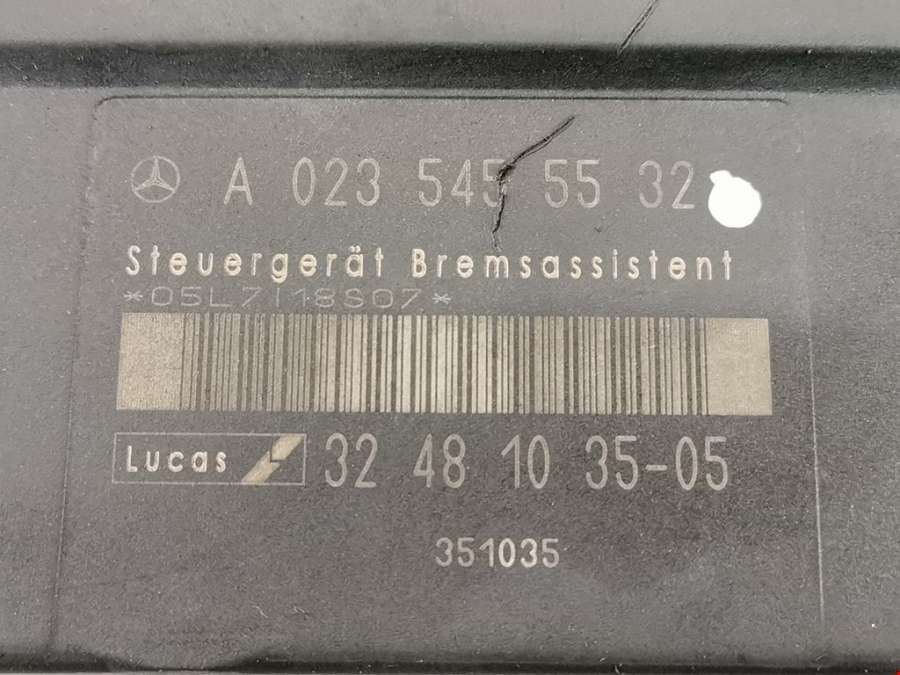 A 023 545 55 32
Steuergerät Bremsassistent
*05L7118S07*
Lucas 32 48 10 35-05
351035